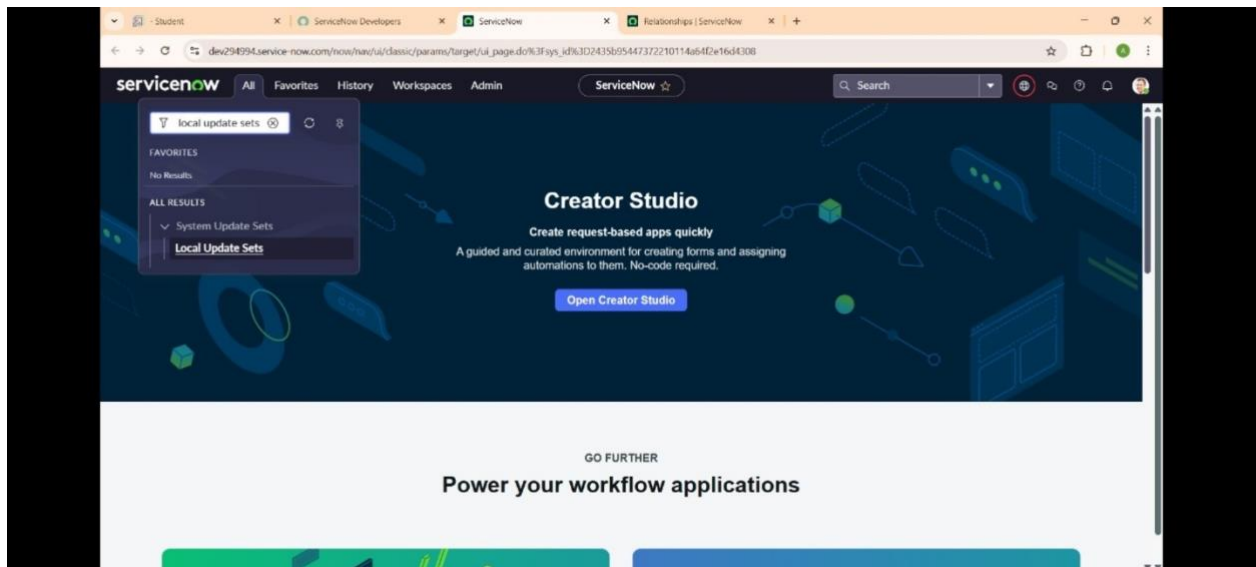 - Student
ServiceNow Developers
ServiceNow
Relationships | ServiceNow
dev294994.service-now.com/now/nav/ui/classic/params/target/ui_page.do%3Fsys_id%3D2435b95447372210114a64f2e16d4308
servicenow
All
Favorites
History
Workspaces
Admin
ServiceNow
Search
local update sets
FAVORITES
No Results
ALL RESULTS
System Update Sets
Local Update Sets
Creator Studio
Create request-based apps quickly
A guided and curated environment for creating forms and assigning
automations to them. No-code required.
Open Creator Studio
GO FURTHER
Power your workflow applications